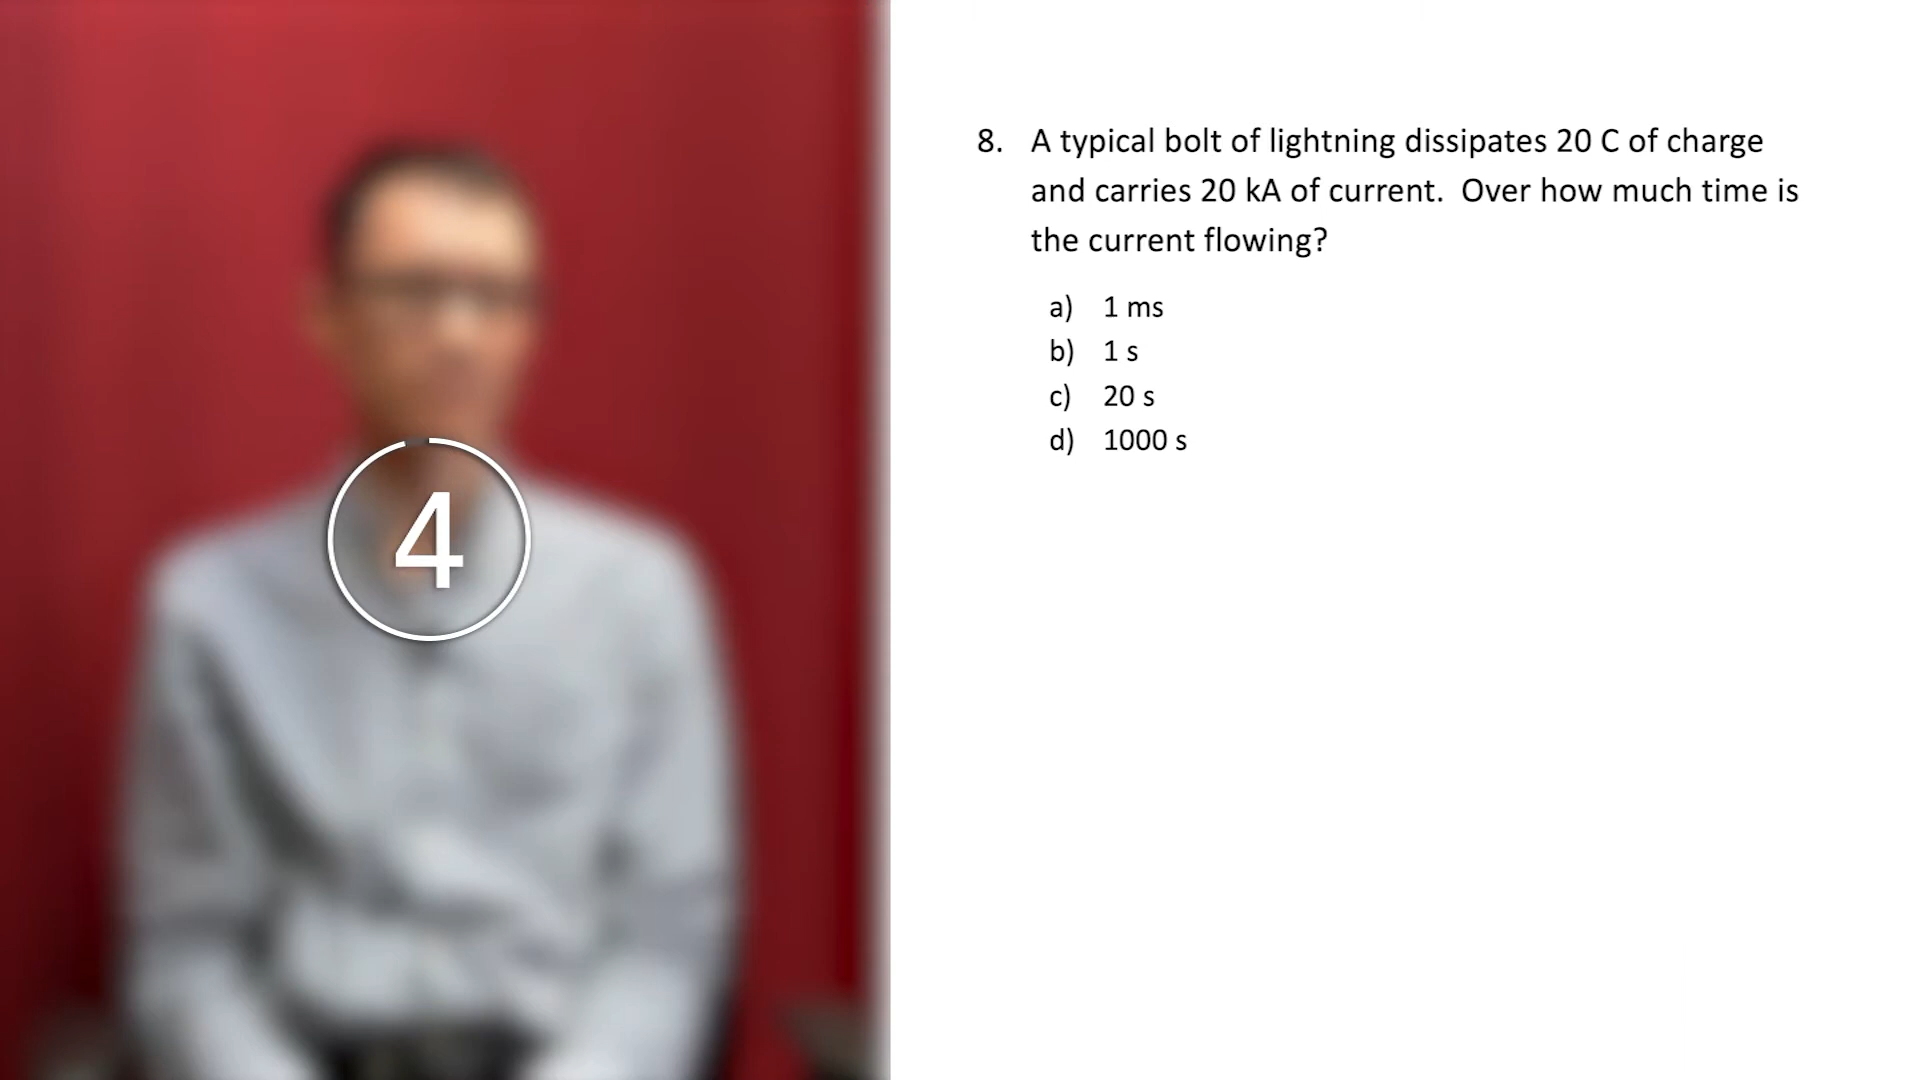 4
8. A typical bolt of lightning dissipates 20 C of charge
and carries 20 kA of current. Over how much time is
the current flowing?
a) 1 ms
b) 1 s
c) 20 s
d) 1000 s